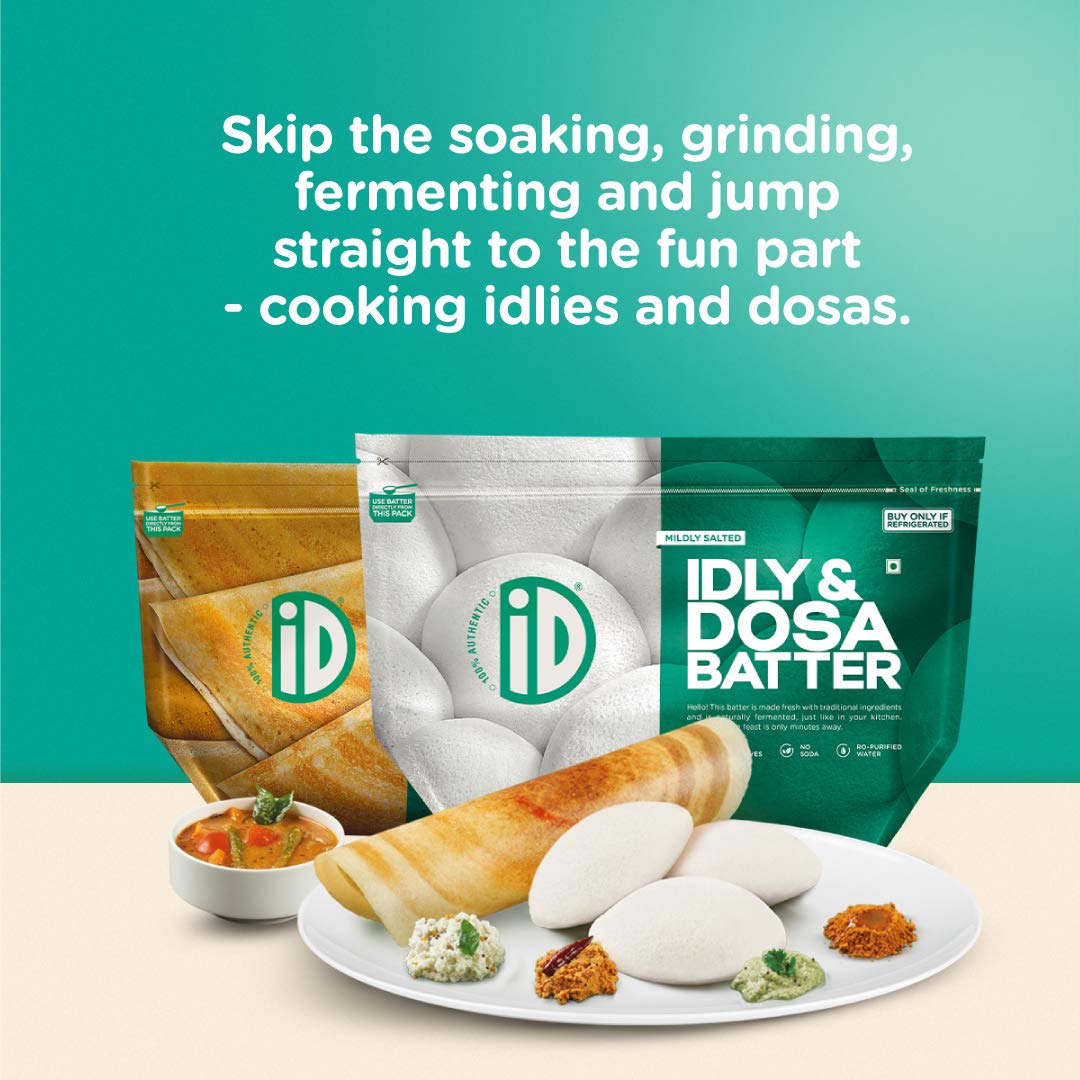 Skip the soaking, grinding,
fermenting and jump
straight to the fun part
- cooking idlies and dosas.
USE BATTER
DIRECTLY FROM
THIS PACK
100% AUTHENTIC
iD
®
USE BATTER
DIRECTLY FROM
THIS PACK
100% AUTHENTIC
iD
®
Seal of Freshness
BUY ONLY IF
REFRIGERATED
MILDLY SALTED
IDLY &
DOSA
BATTER
Hello! This batter is made fresh with traditional ingredients
and is naturally fermented, just like in your kitchen.
feast is only minutes away.
NO
SODA
RO-PURIFIED
WATER